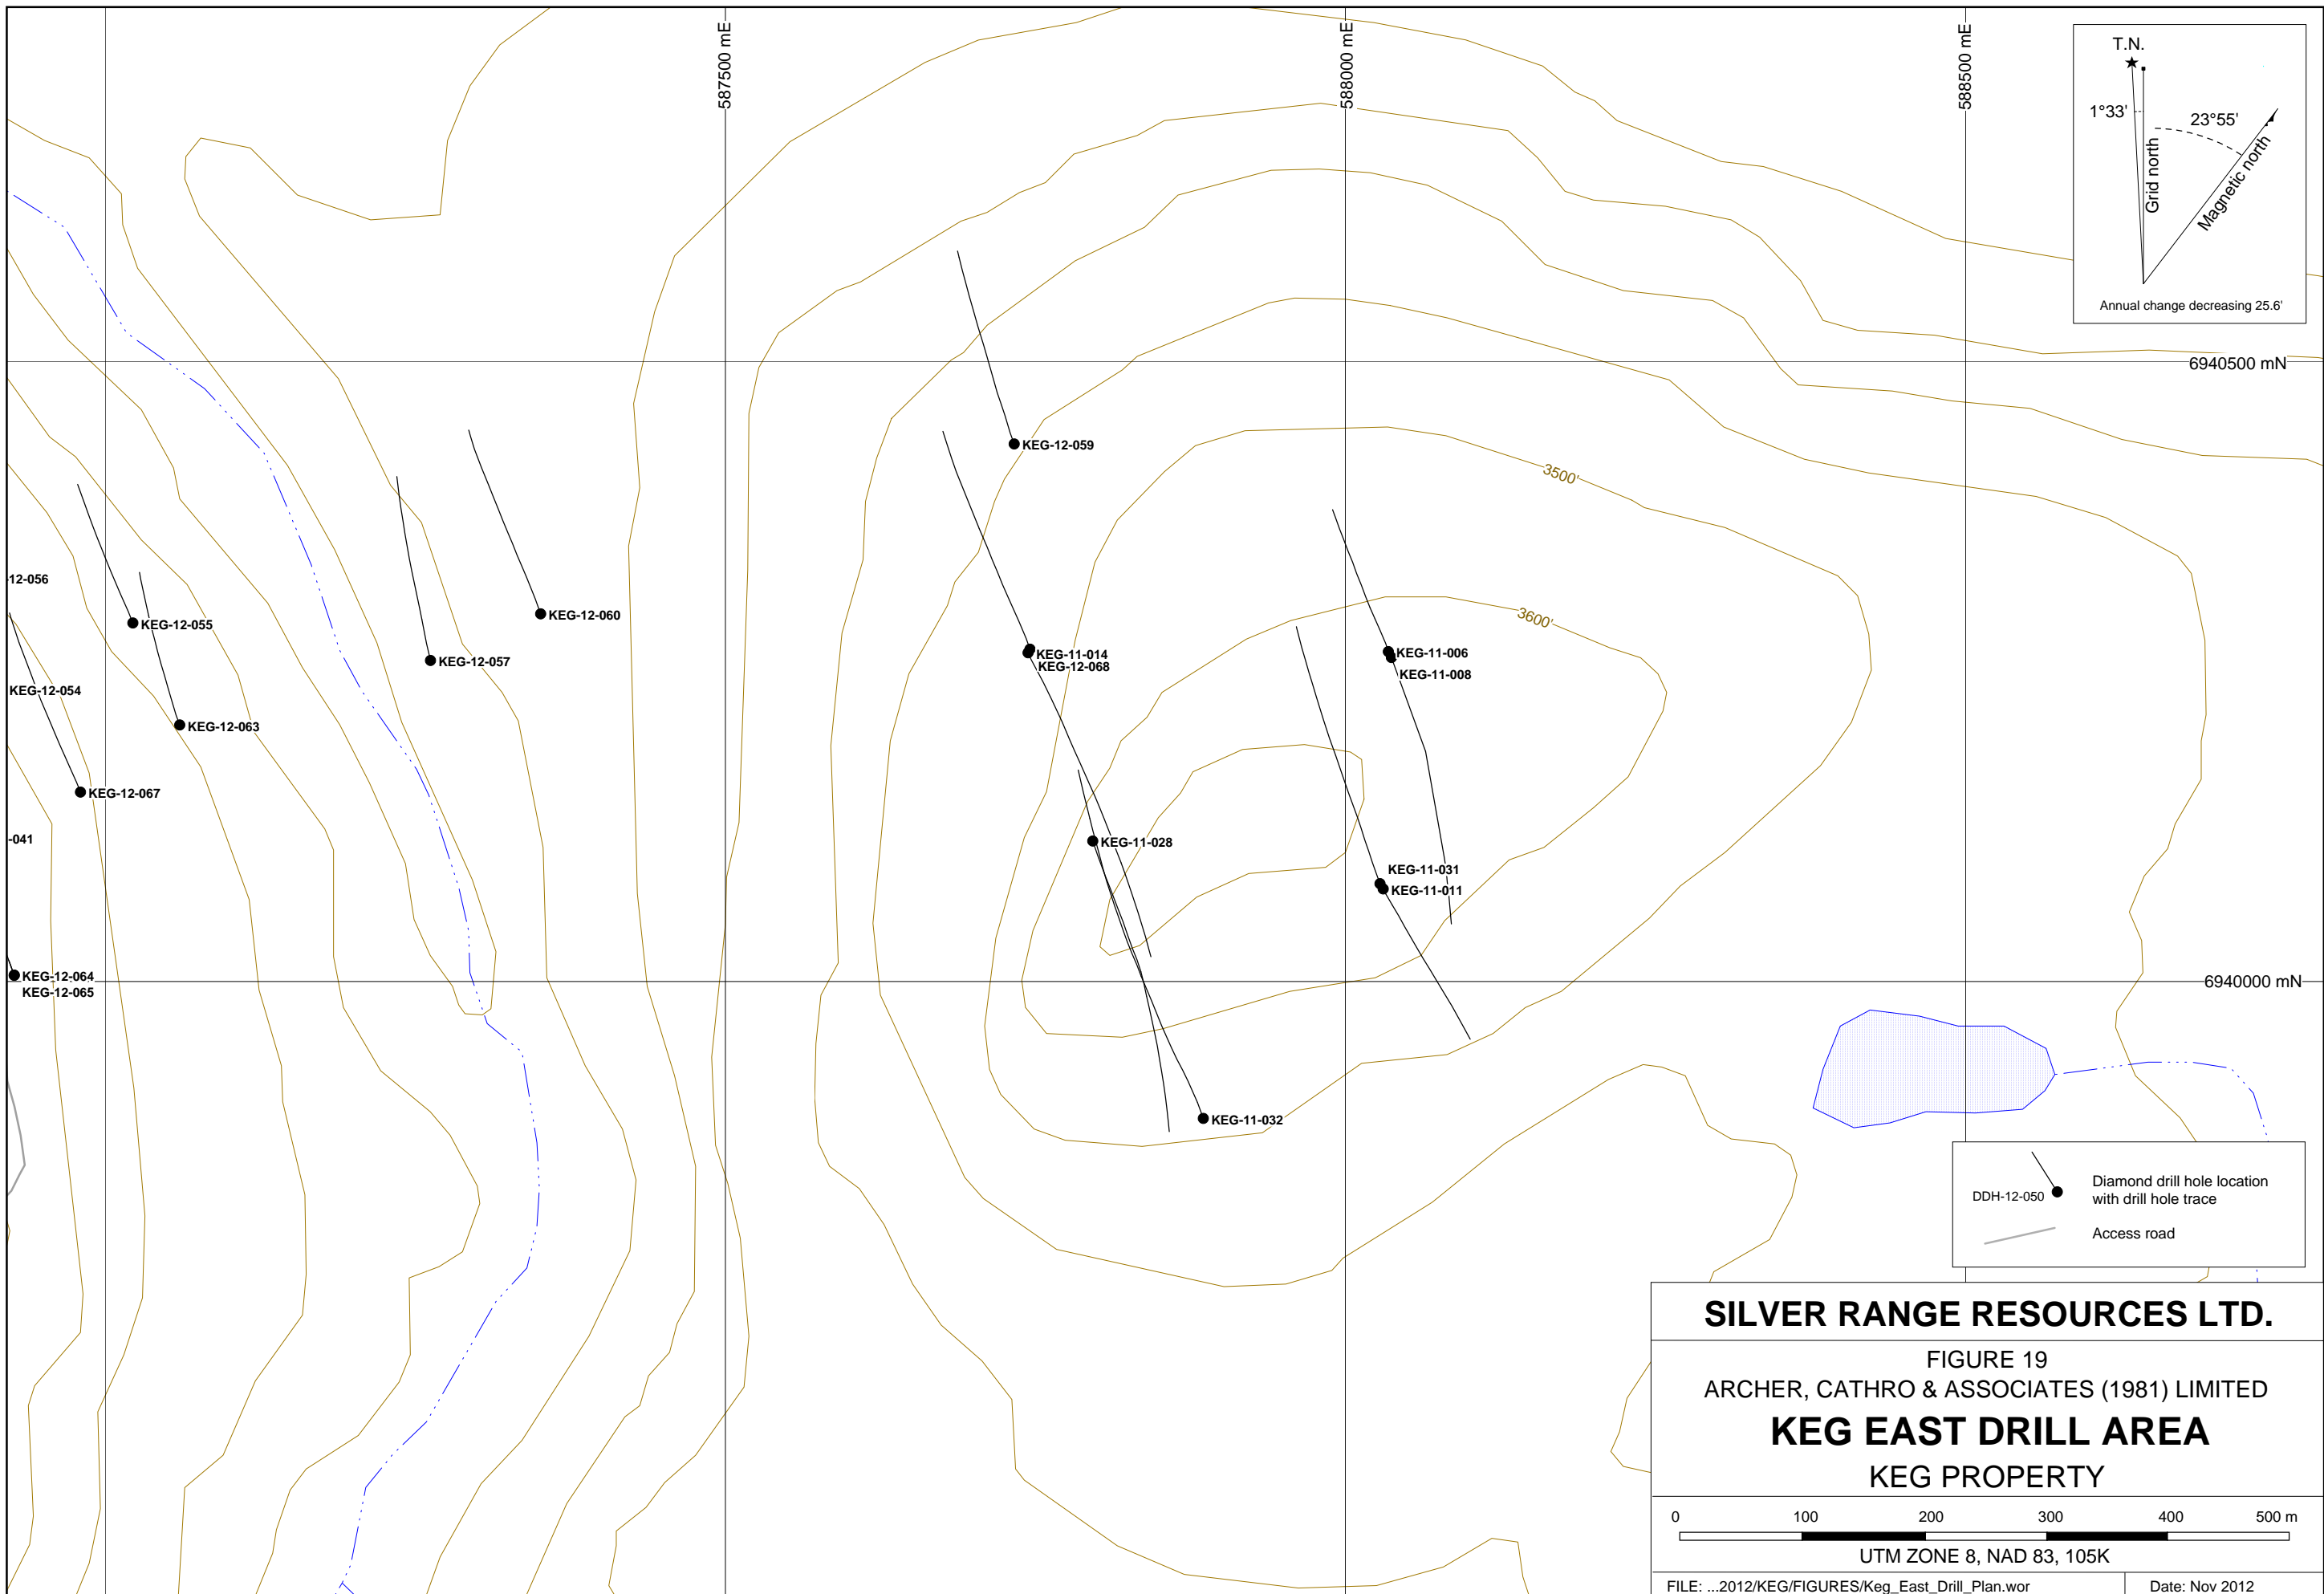 587500 mE
588000 mE
588500 mE
T.N.
1°33'
23°55'
Grid north
Magnetic north
Annual change decreasing 25.6'
6940500 mN
KEG-12-059
3500'
12-056
KEG-12-055
KEG-12-060
3600'
KEG-12-057
KEG-11-014
KEG-12-068
KEG-11-006
KEG-11-008
KEG-12-054
KEG-12-063
KEG-12-067
-041
KEG-11-028
KEG-11-031
KEG-11-011
KEG-12-064
KEG-12-065
6940000 mN
KEG-11-032
DDH-12-050
Diamond drill hole location
with drill hole trace
Access road
SILVER RANGE RESOURCES LTD.
FIGURE 19
ARCHER, CATHRO & ASSOCIATES (1981) LIMITED
KEG EAST DRILL AREA
KEG PROPERTY
0 100 200 300 400 500 m
UTM ZONE 8, NAD 83, 105K
FILE: ...2012/KEG/FIGURES/Keg_East_Drill_Plan.wor
Date: Nov 2012